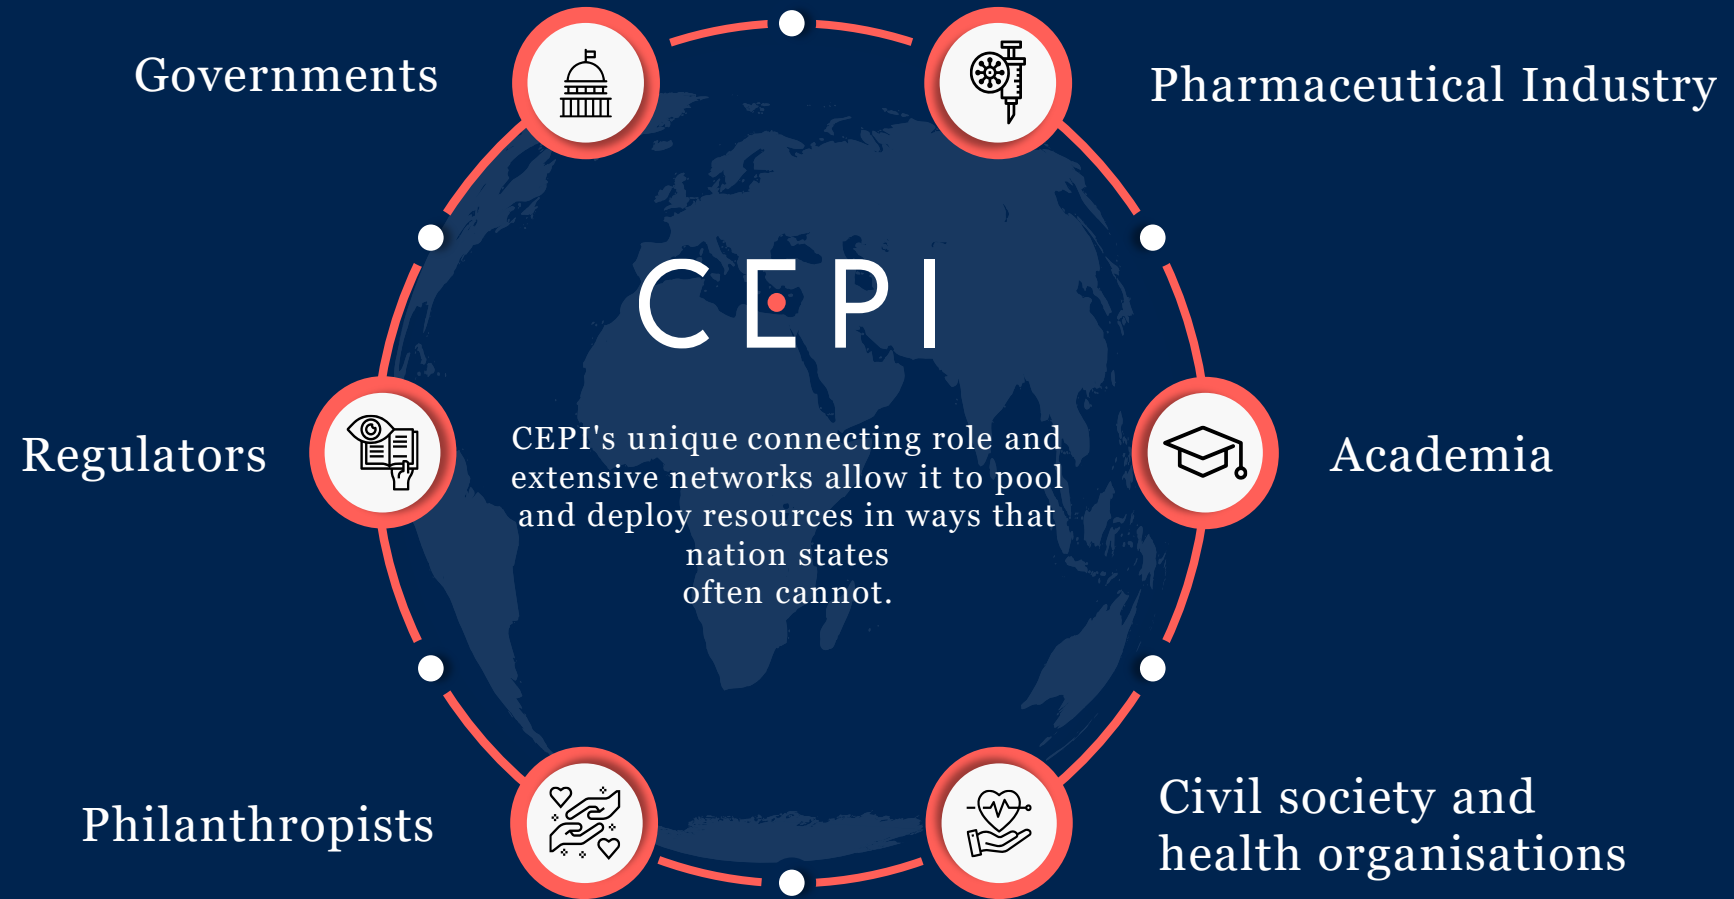 Governments
Pharmaceutical Industry
CEPI
CEPI's unique connecting role and
extensive networks allow it to pool
and deploy resources in ways that
nation states
often cannot.
Regulators
Academia
Philanthropists
Civil society and
health organisations